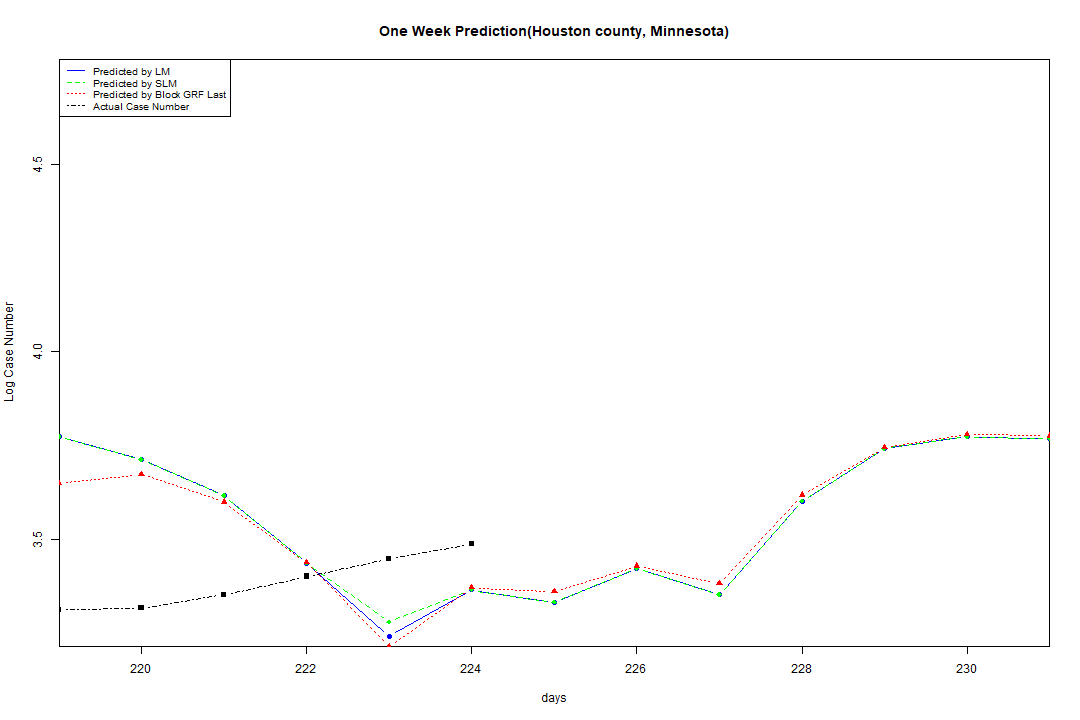 One Week Prediction(Houston county, Minnesota)
Predicted by LM
Predicted by SLM
Predicted by Block GRF Last
Actual Case Number
4.5
4.0
3.5
Log Case Number
220 222 224 226 228 230
days